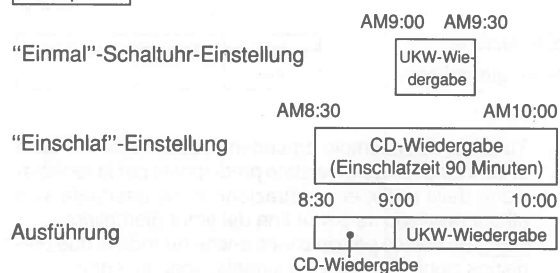 AM9:00 AM9:30
"Einmal"-Schaltuhr-Einstellung
UKW-Wie-
dergabe
AM8:30 AM10:00
"Einschlaf"-Einstellung
CD-Wiedergabe
(Einschlafzeit 90 Minuten)
8:30 9:00 10:00
Ausführung
UKW-Wiedergabe
CD-Wiedergabe